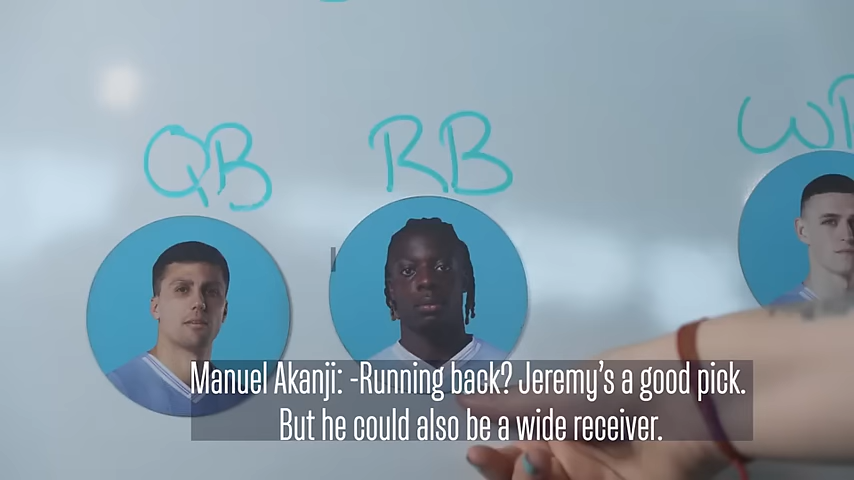 QB RB W
Manuel Akanji: -Running back? Jeremy's a good pick.
But he could also be a wide receiver.